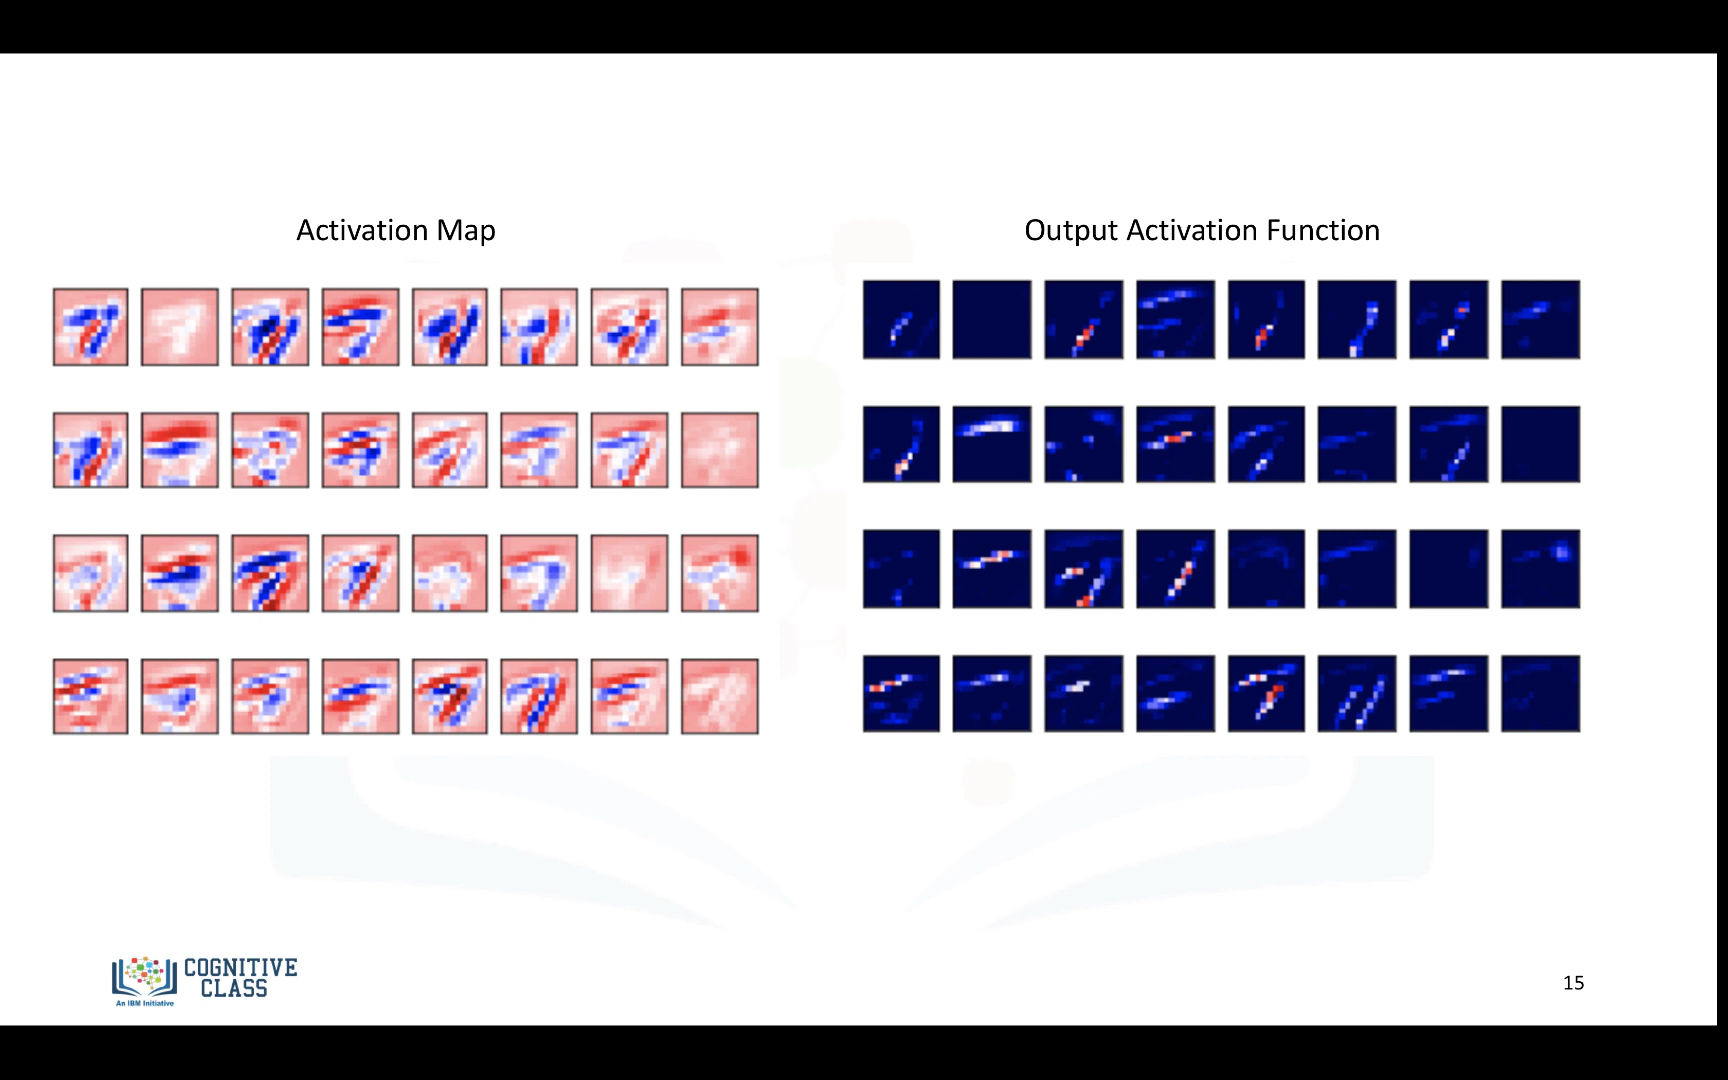 Activation Map
Output Activation Function
COGNITIVE
CLASS
An IBM Initiative
15